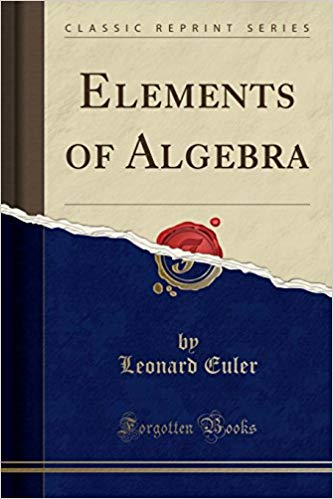 CLASSIC REPRINT SERIES
ELEMENTS
OF ALGEBRA
F
by
Leonard Euler
Forgotten Books